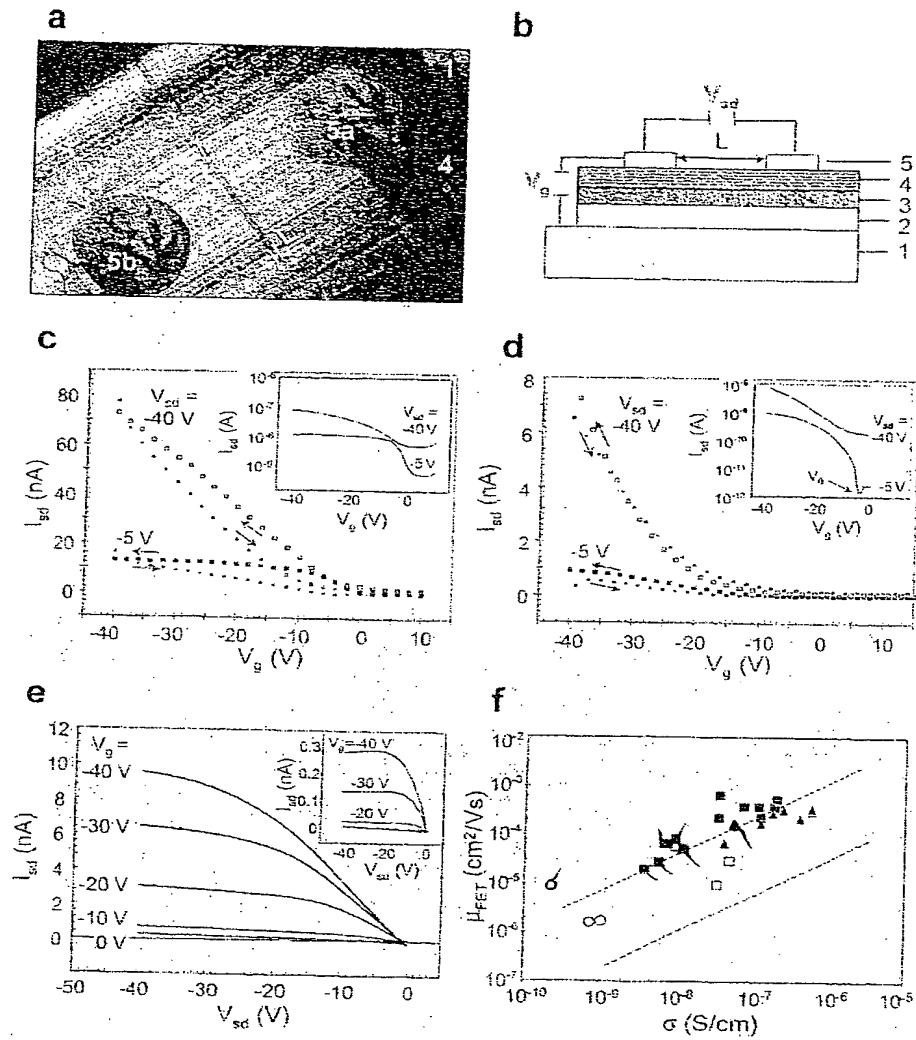 a
1
5a
4
5b
b
V_sd
L
V_g
5
4
3
2
1
c
80
60
40
20
0
I_sd (nA)
V_sd =
-40 V
-5 V
-40 -30 -20 -10 0 10
V_g (V)
I_sd (A)
V_sd =
-40 V
-5 V
-40 -20 0
V_g (V)
d
8
6
4
2
0
I_sd (nA)
V_sd =
-40 V
-5 V
-40 -30 -20 -10 0 10
V_g (V)
I_sd (A)
V_sd =
-40 V
-5 V
V_0
-40 -20 0
V_g (V)
e
12
10
8
6
4
2
0
I_sd (nA)
V_g =
-40 V
-30 V
-20 V
-10 V
0 V
-50 -40 -30 -20 -10 0
V_sd (V)
0.3
0.2
0.1
0
I_sd (nA)
V_g= -40 V
-30 V
-20 V
-40 -20 0
V_sd (V)
f
10^-2
10^-3
10^-4
10^-5
10^-6
10^-7
μ_FET (cm²/Vs)
10^-10 10^-9 10^-8 10^-7 10^-6 10^-5
σ (S/cm)